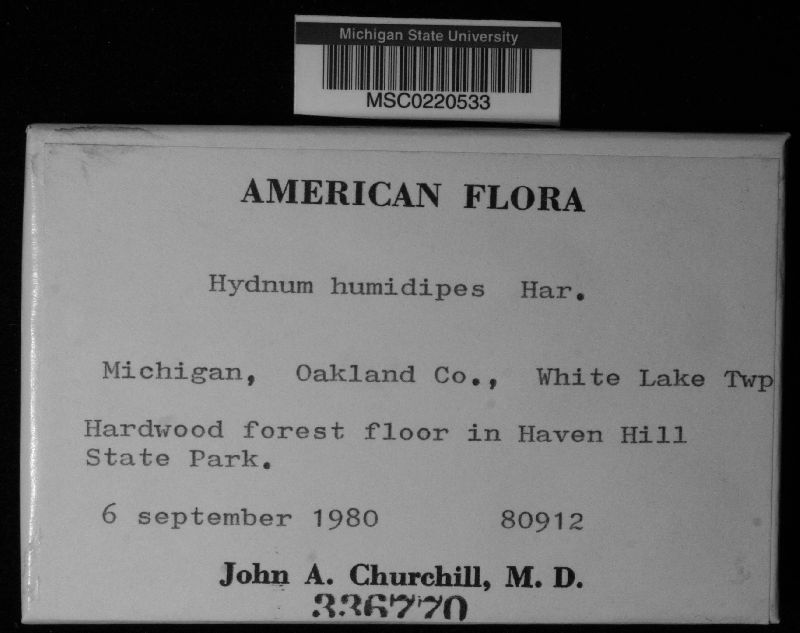 Michigan State University
MSC0220533
AMERICAN FLORA
Hydnum humidipes Har.
Michigan, Oakland Co., White Lake Twp
Hardwood forest floor in Haven Hill
State Park.
6 september 1980 80912
John A. Churchill, M. D.
336770